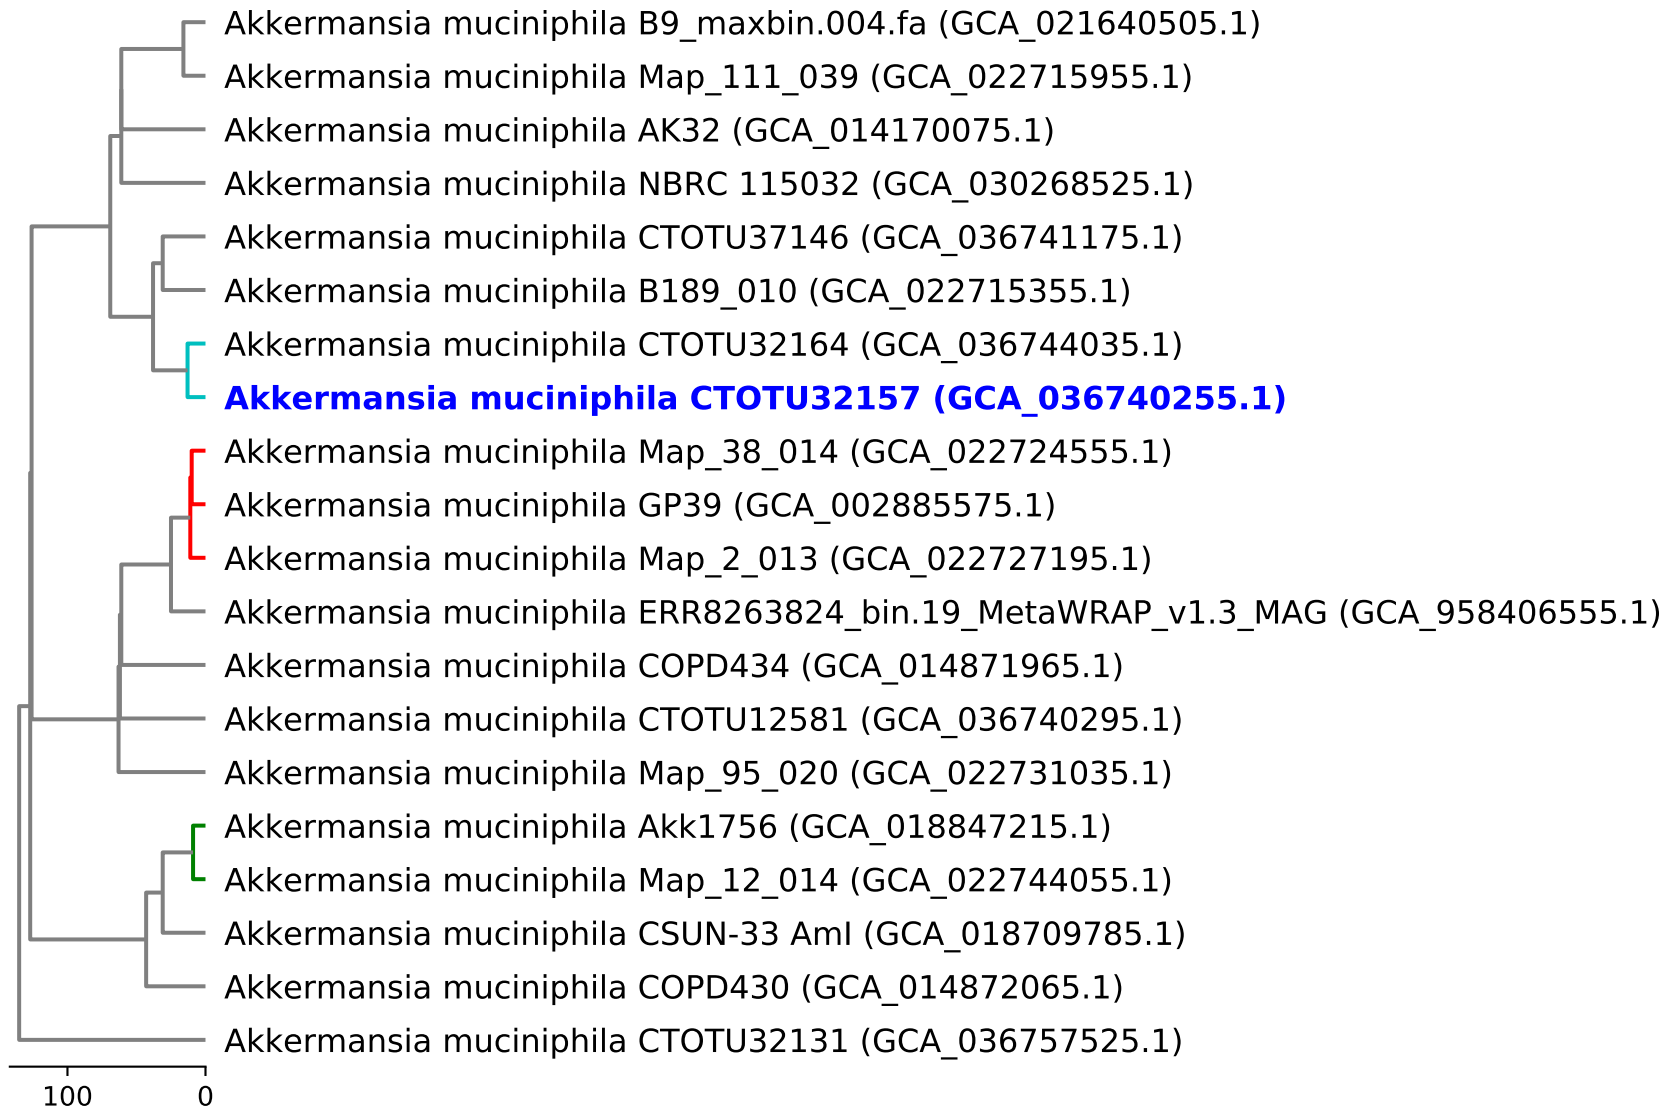 Akkermansia muciniphila B9_maxbin.004.fa (GCA_021640505.1)
Akkermansia muciniphila Map_111_039 (GCA_022715955.1)
Akkermansia muciniphila AK32 (GCA_014170075.1)
Akkermansia muciniphila NBRC 115032 (GCA_030268525.1)
Akkermansia muciniphila CTOTU37146 (GCA_036741175.1)
Akkermansia muciniphila B189_010 (GCA_022715355.1)
Akkermansia muciniphila CTOTU32164 (GCA_036744035.1)
Akkermansia muciniphila CTOTU32157 (GCA_036740255.1)
Akkermansia muciniphila Map_38_014 (GCA_022724555.1)
Akkermansia muciniphila GP39 (GCA_002885575.1)
Akkermansia muciniphila Map_2_013 (GCA_022727195.1)
Akkermansia muciniphila ERR8263824_bin.19_MetaWRAP_v1.3_MAG (GCA_958406555.1)
Akkermansia muciniphila COPD434 (GCA_014871965.1)
Akkermansia muciniphila CTOTU12581 (GCA_036740295.1)
Akkermansia muciniphila Map_95_020 (GCA_022731035.1)
Akkermansia muciniphila Akk1756 (GCA_018847215.1)
Akkermansia muciniphila Map_12_014 (GCA_022744055.1)
Akkermansia muciniphila CSUN-33 AmI (GCA_018709785.1)
Akkermansia muciniphila COPD430 (GCA_014872065.1)
Akkermansia muciniphila CTOTU32131 (GCA_036757525.1)
100 0